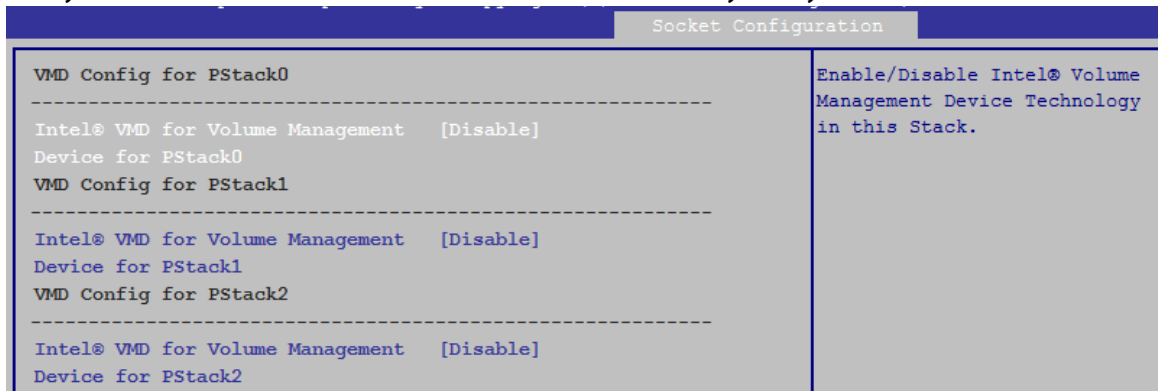 Socket Configuration
VMD Config for PStack0
------------------------------------------------------------
Intel® VMD for Volume Management [Disable]
Device for PStack0
VMD Config for PStack1
------------------------------------------------------------
Intel® VMD for Volume Management [Disable]
Device for PStack1
VMD Config for PStack2
------------------------------------------------------------
Intel® VMD for Volume Management [Disable]
Device for PStack2
Enable/Disable Intel® Volume
Management Device Technology
in this Stack.